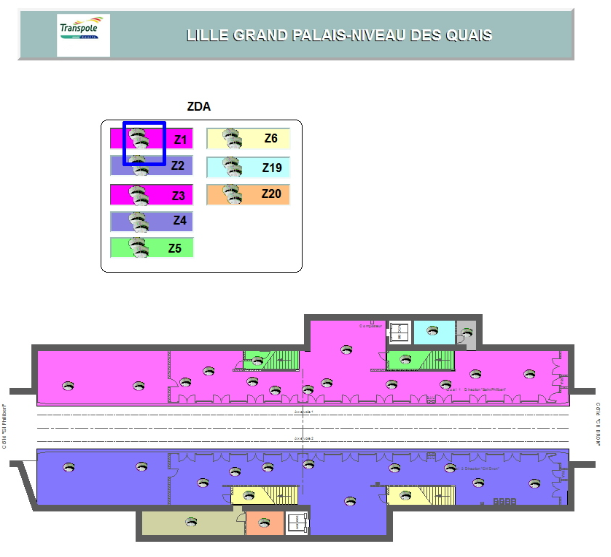 Transpole
LILLE GRAND PALAIS-NIVEAU DES QUAIS
ZDA
Z1
Z2
Z3
Z4
Z5
Z6
Z19
Z20